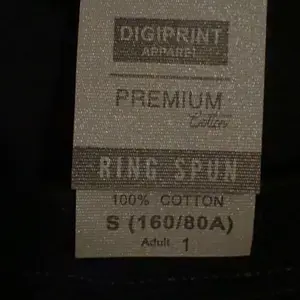 DIGIPRINT
APPAREL
PREMIUM
Cotton
RING SPUN
100% COTTON
S (160/80A)
Adult 1